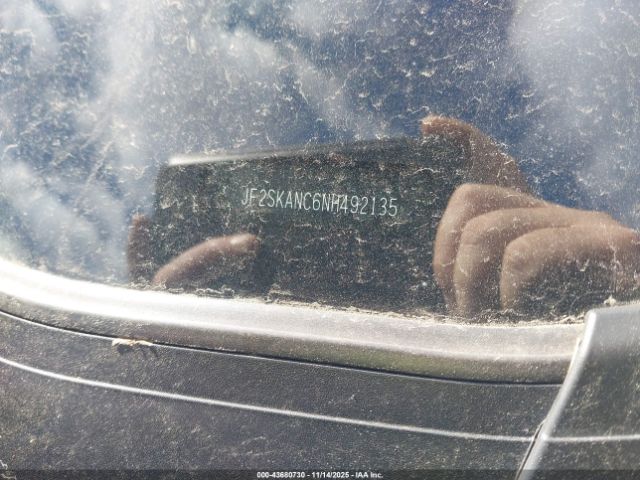 JF2SKANC6NH492135
000-43680730 - 11/14/2025 - IAA Inc.